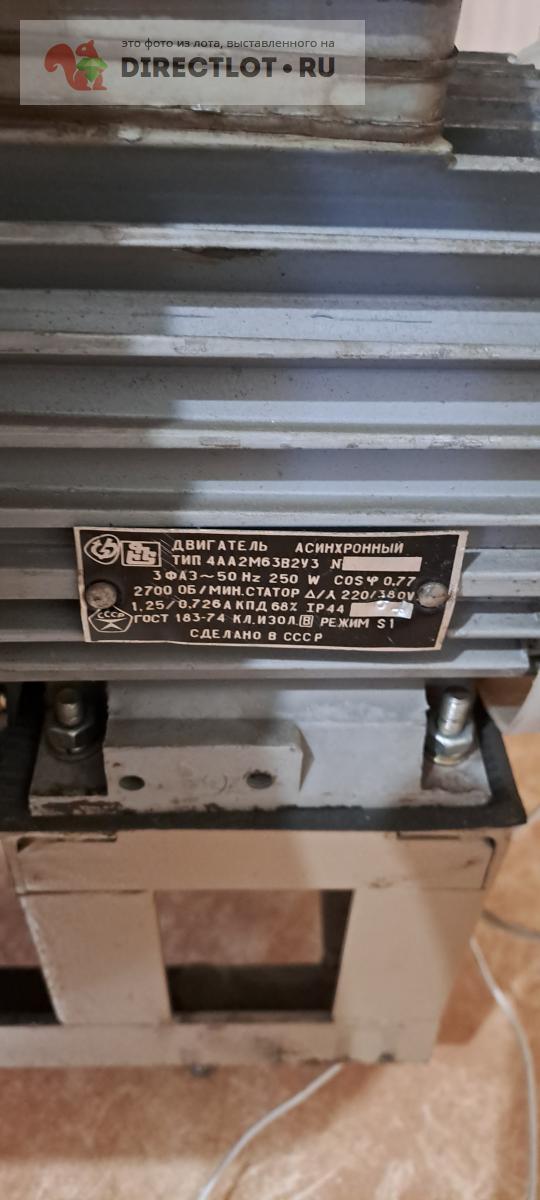 это фото из лота, выставленного на
DIRECTLOT•RU
ДВИГАТЕЛЬ АСИНХРОННЫЙ
ТИП 4АА2М63В2У3 N
3 ФАЗ~50 Hz 250 W COSφ 0,77
2700 ОБ/МИН.СТАТОР Δ/⅄ 220/380V
1,25/0,726А КПД 68% IP44
ГОСТ 183-74 КЛ.ИЗОЛ.В РЕЖИМ S1
СДЕЛАНО В СССР
СССР